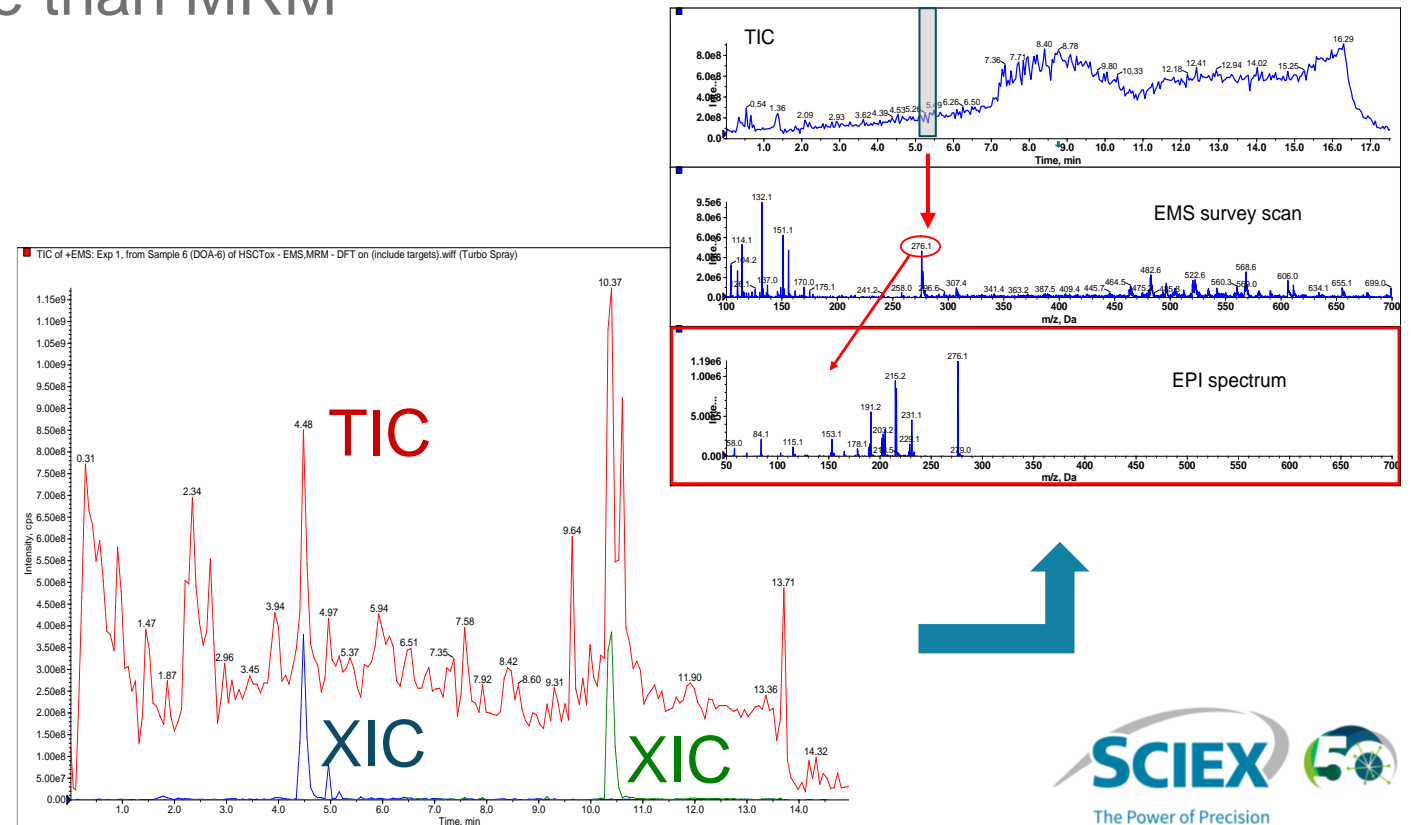 c than MRM
TIC
8.0e8
6.0e8
4.0e8
2.0e8
0.0
0.54
1.36
2.09
2.93
3.62
4.39
4.53
5.26
5.49
6.26
6.50
7.36
7.71
8.40
8.78
9.80
10.33
12.18
12.41
12.94
14.02
15.25
16.29
1.0 2.0 3.0 4.0 5.0 6.0 7.0 8.0 9.0 10.0 11.0 12.0 13.0 14.0 15.0 16.0 17.0
Time, min
EMS survey scan
9.5e6
8.0e6
6.0e6
4.0e6
2.0e6
0.0
104.2
114.1
126.1
132.1
137.0
151.1
170.0
175.1
241.2
258.0
276.1
296.6
307.4
341.4
363.2
387.5
409.4
445.7
464.5
482.6
522.6
560.3
568.6
606.0
634.1
655.1
699.0
100 150 200 250 300 350 400 450 500 550 600 650 700
m/z, Da
EPI spectrum
1.19e6
1.00e6
5.00e5
0.00
58.0
84.1
115.1
153.1
178.1
191.2
203.2
215.2
229.1
231.1
276.1
279.0
50 100 150 200 250 300 350 400 450 500 550 600 650 700
m/z, Da
TIC of +EMS: Exp 1, from Sample 6 (DOA-6) of HSCTox - EMS,MRM - DFT on (include targets).wiff (Turbo Spray)
Intensity, cps
1.15e9
1.10e9
1.05e9
1.00e9
9.50e8
9.00e8
8.50e8
8.00e8
7.50e8
7.00e8
6.50e8
6.00e8
5.50e8
5.00e8
4.50e8
4.00e8
3.50e8
3.00e8
2.50e8
2.00e8
1.50e8
1.00e8
5.00e7
0.00
0.31
1.47
1.87
2.34
2.96
3.45
3.94
4.48
4.97
5.37
5.94
6.51
7.35
7.58
7.92
8.42
8.60
9.31
9.64
10.37
11.90
13.36
13.71
14.32
TIC
XIC
XIC
1.0 2.0 3.0 4.0 5.0 6.0 7.0 8.0 9.0 10.0 11.0 12.0 13.0 14.0
Time, min
SCIEX 50
The Power of Precision